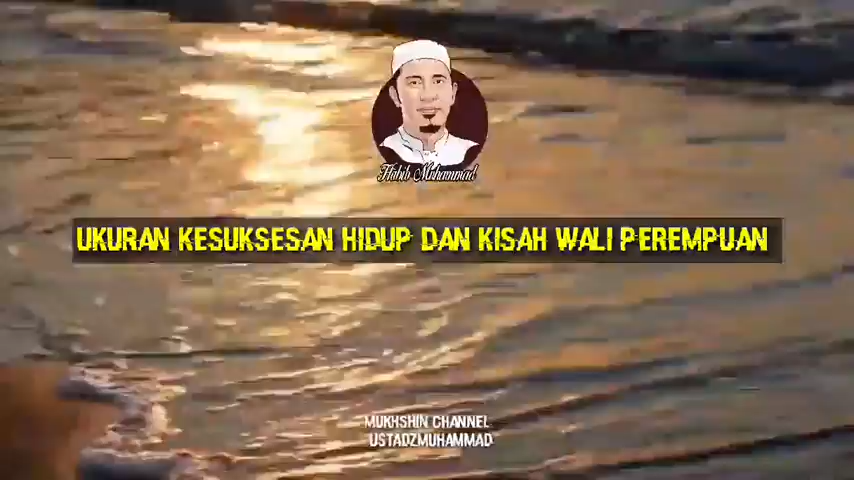 Habib Muhammad
UKURAN KESUKSESAN HIDUP DAN KISAH WALI PEREMPUAN
MUKHSHIN CHANNEL
USTADZMUHAMMAD